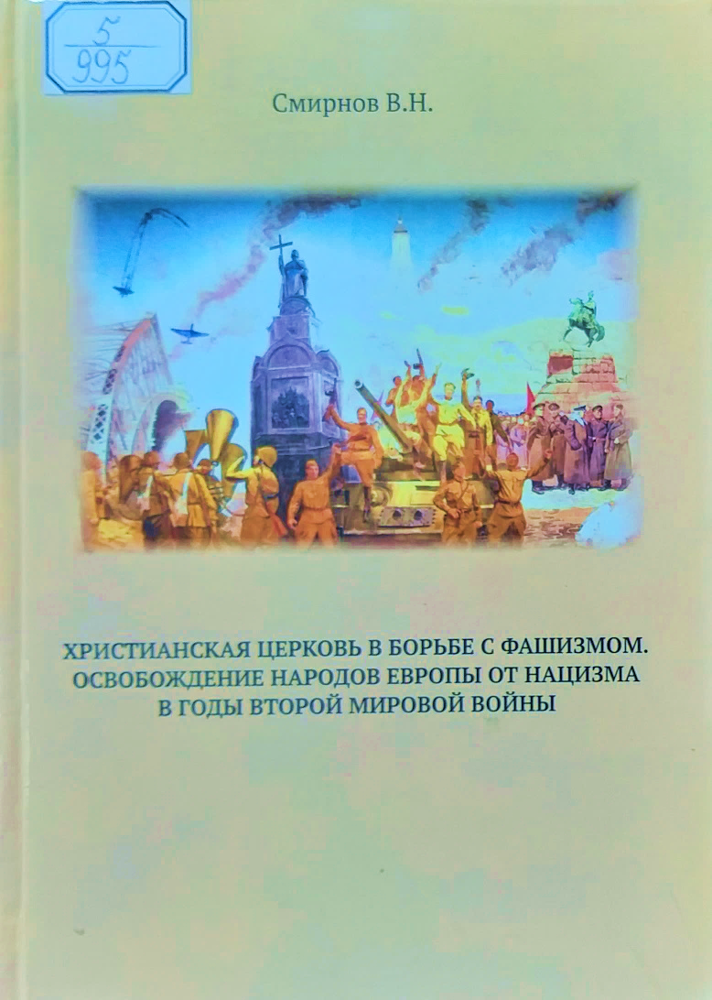 5
995
Смирнов В.Н.
ХРИСТИАНСКАЯ ЦЕРКОВЬ В БОРЬБЕ С ФАШИЗМОМ.
ОСВОБОЖДЕНИЕ НАРОДОВ ЕВРОПЫ ОТ НАЦИЗМА
В ГОДЫ ВТОРОЙ МИРОВОЙ ВОЙНЫ